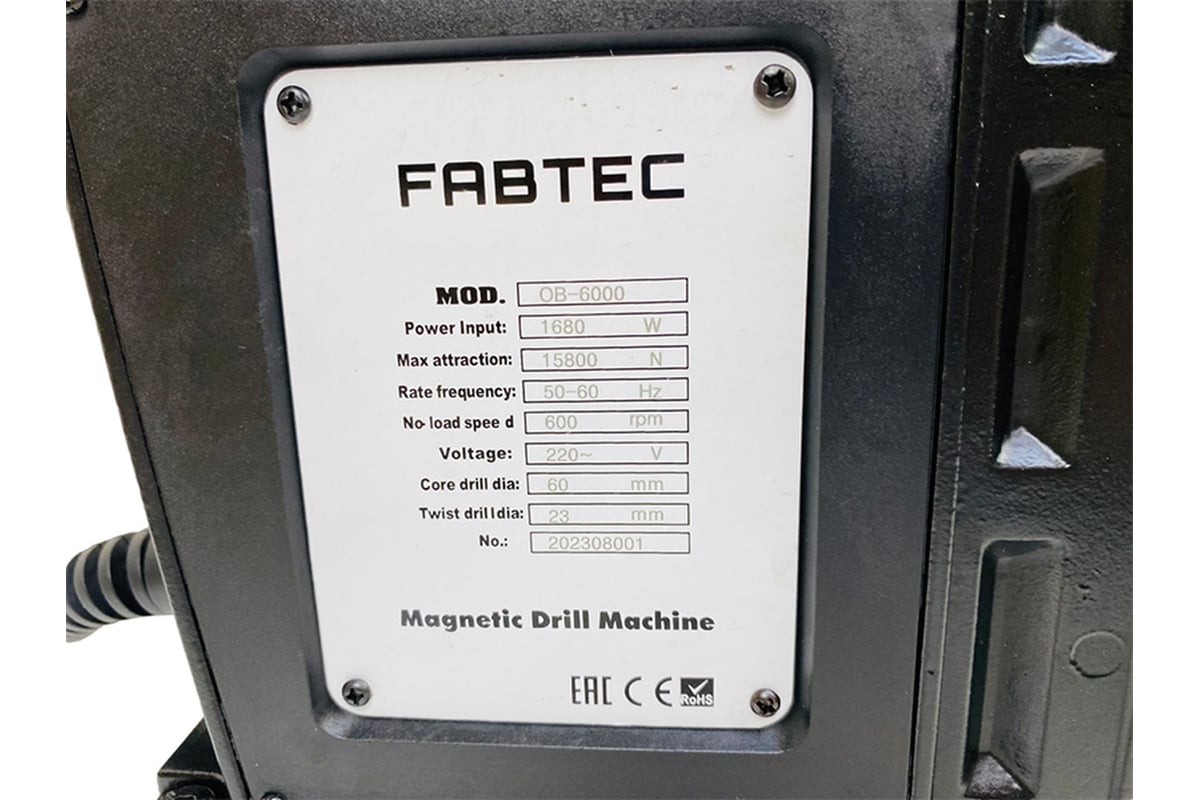 FABTEC
MOD. OB-6000
Power Input: 1680 W
Max attraction: 15800 N
Rate frequency: 50-60 Hz
No-load spee d 600 rpm
Voltage: 220~ V
Core drill dia: 60 mm
Twist drill dia: 23 mm
No.: 202308001
Magnetic Drill Machine
EAC CE RoHS